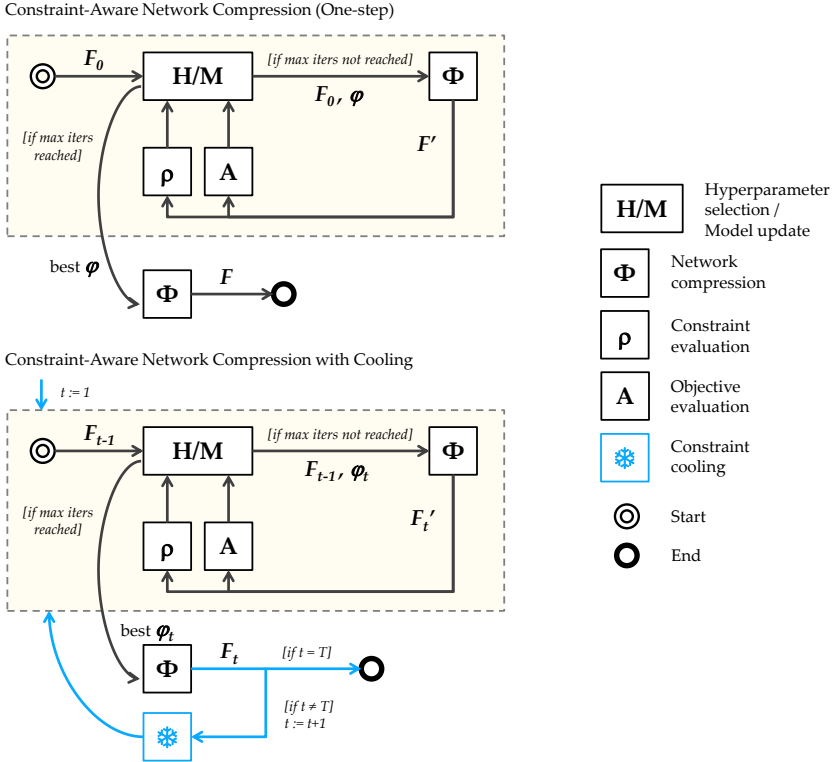 Constraint-Aware Network Compression (One-step)
F0
H/M
[if max iters not reached]
F0, φ
Φ
[if max iters
reached]
ρ
A
F′
best φ
Φ
F
H/M
Hyperparameter
selection /
Model update
Φ
Network
compression
ρ
Constraint
evaluation
A
Objective
evaluation
Constraint
cooling
Start
End
Constraint-Aware Network Compression with Cooling
t := 1
Ft-1
H/M
[if max iters not reached]
Ft-1, φt
Φ
[if max iters
reached]
ρ
A
Ft′
best φt
Φ
Ft
[if t = T]
[if t ≠ T]
t := t+1